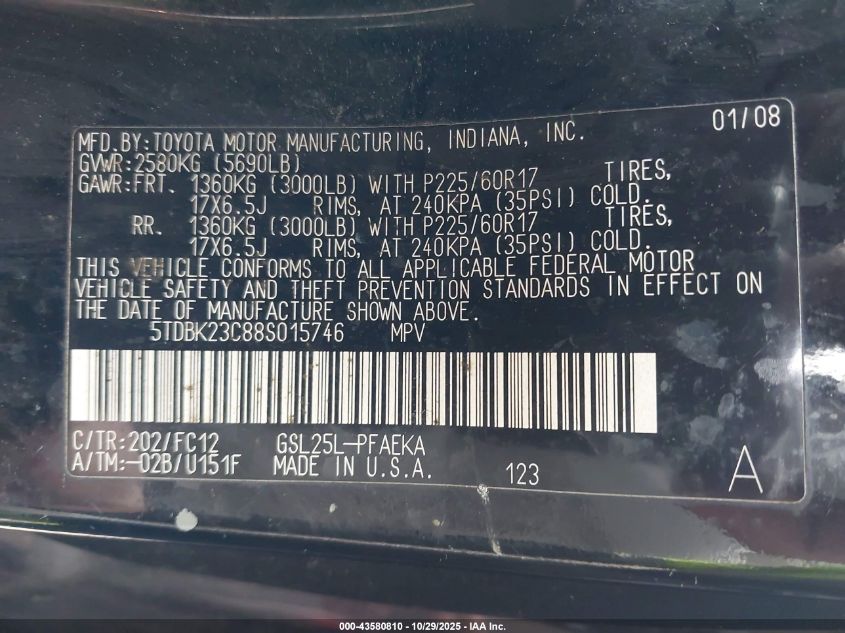 01/08
MFD.BY:TOYOTA MOTOR MANUFACTURING, INDIANA, INC.
GVWR:2580KG (5690LB)
GAWR:FRT. 1360KG (3000LB) WITH P225/60R17 TIRES,
17X6.5J RIMS, AT 240KPA (35PSI) COLD.
RR. 1360KG (3000LB) WITH P225/60R17 TIRES,
17X6.5J RIMS, AT 240KPA (35PSI) COLD.
THIS VEHICLE CONFORMS TO ALL APPLICABLE FEDERAL MOTOR
VEHICLE SAFETY AND THEFT PREVENTION STANDARDS IN EFFECT ON
THE DATE OF MANUFACTURE SHOWN ABOVE.
5TDBK23C88S015746 MPV
C/TR:202/FC12 GSL25L-PFAEKA
A/TM:-02B/U151F MADE IN U.S.A. 123 A
000-43580810 - 10/29/2025 - IAA Inc.